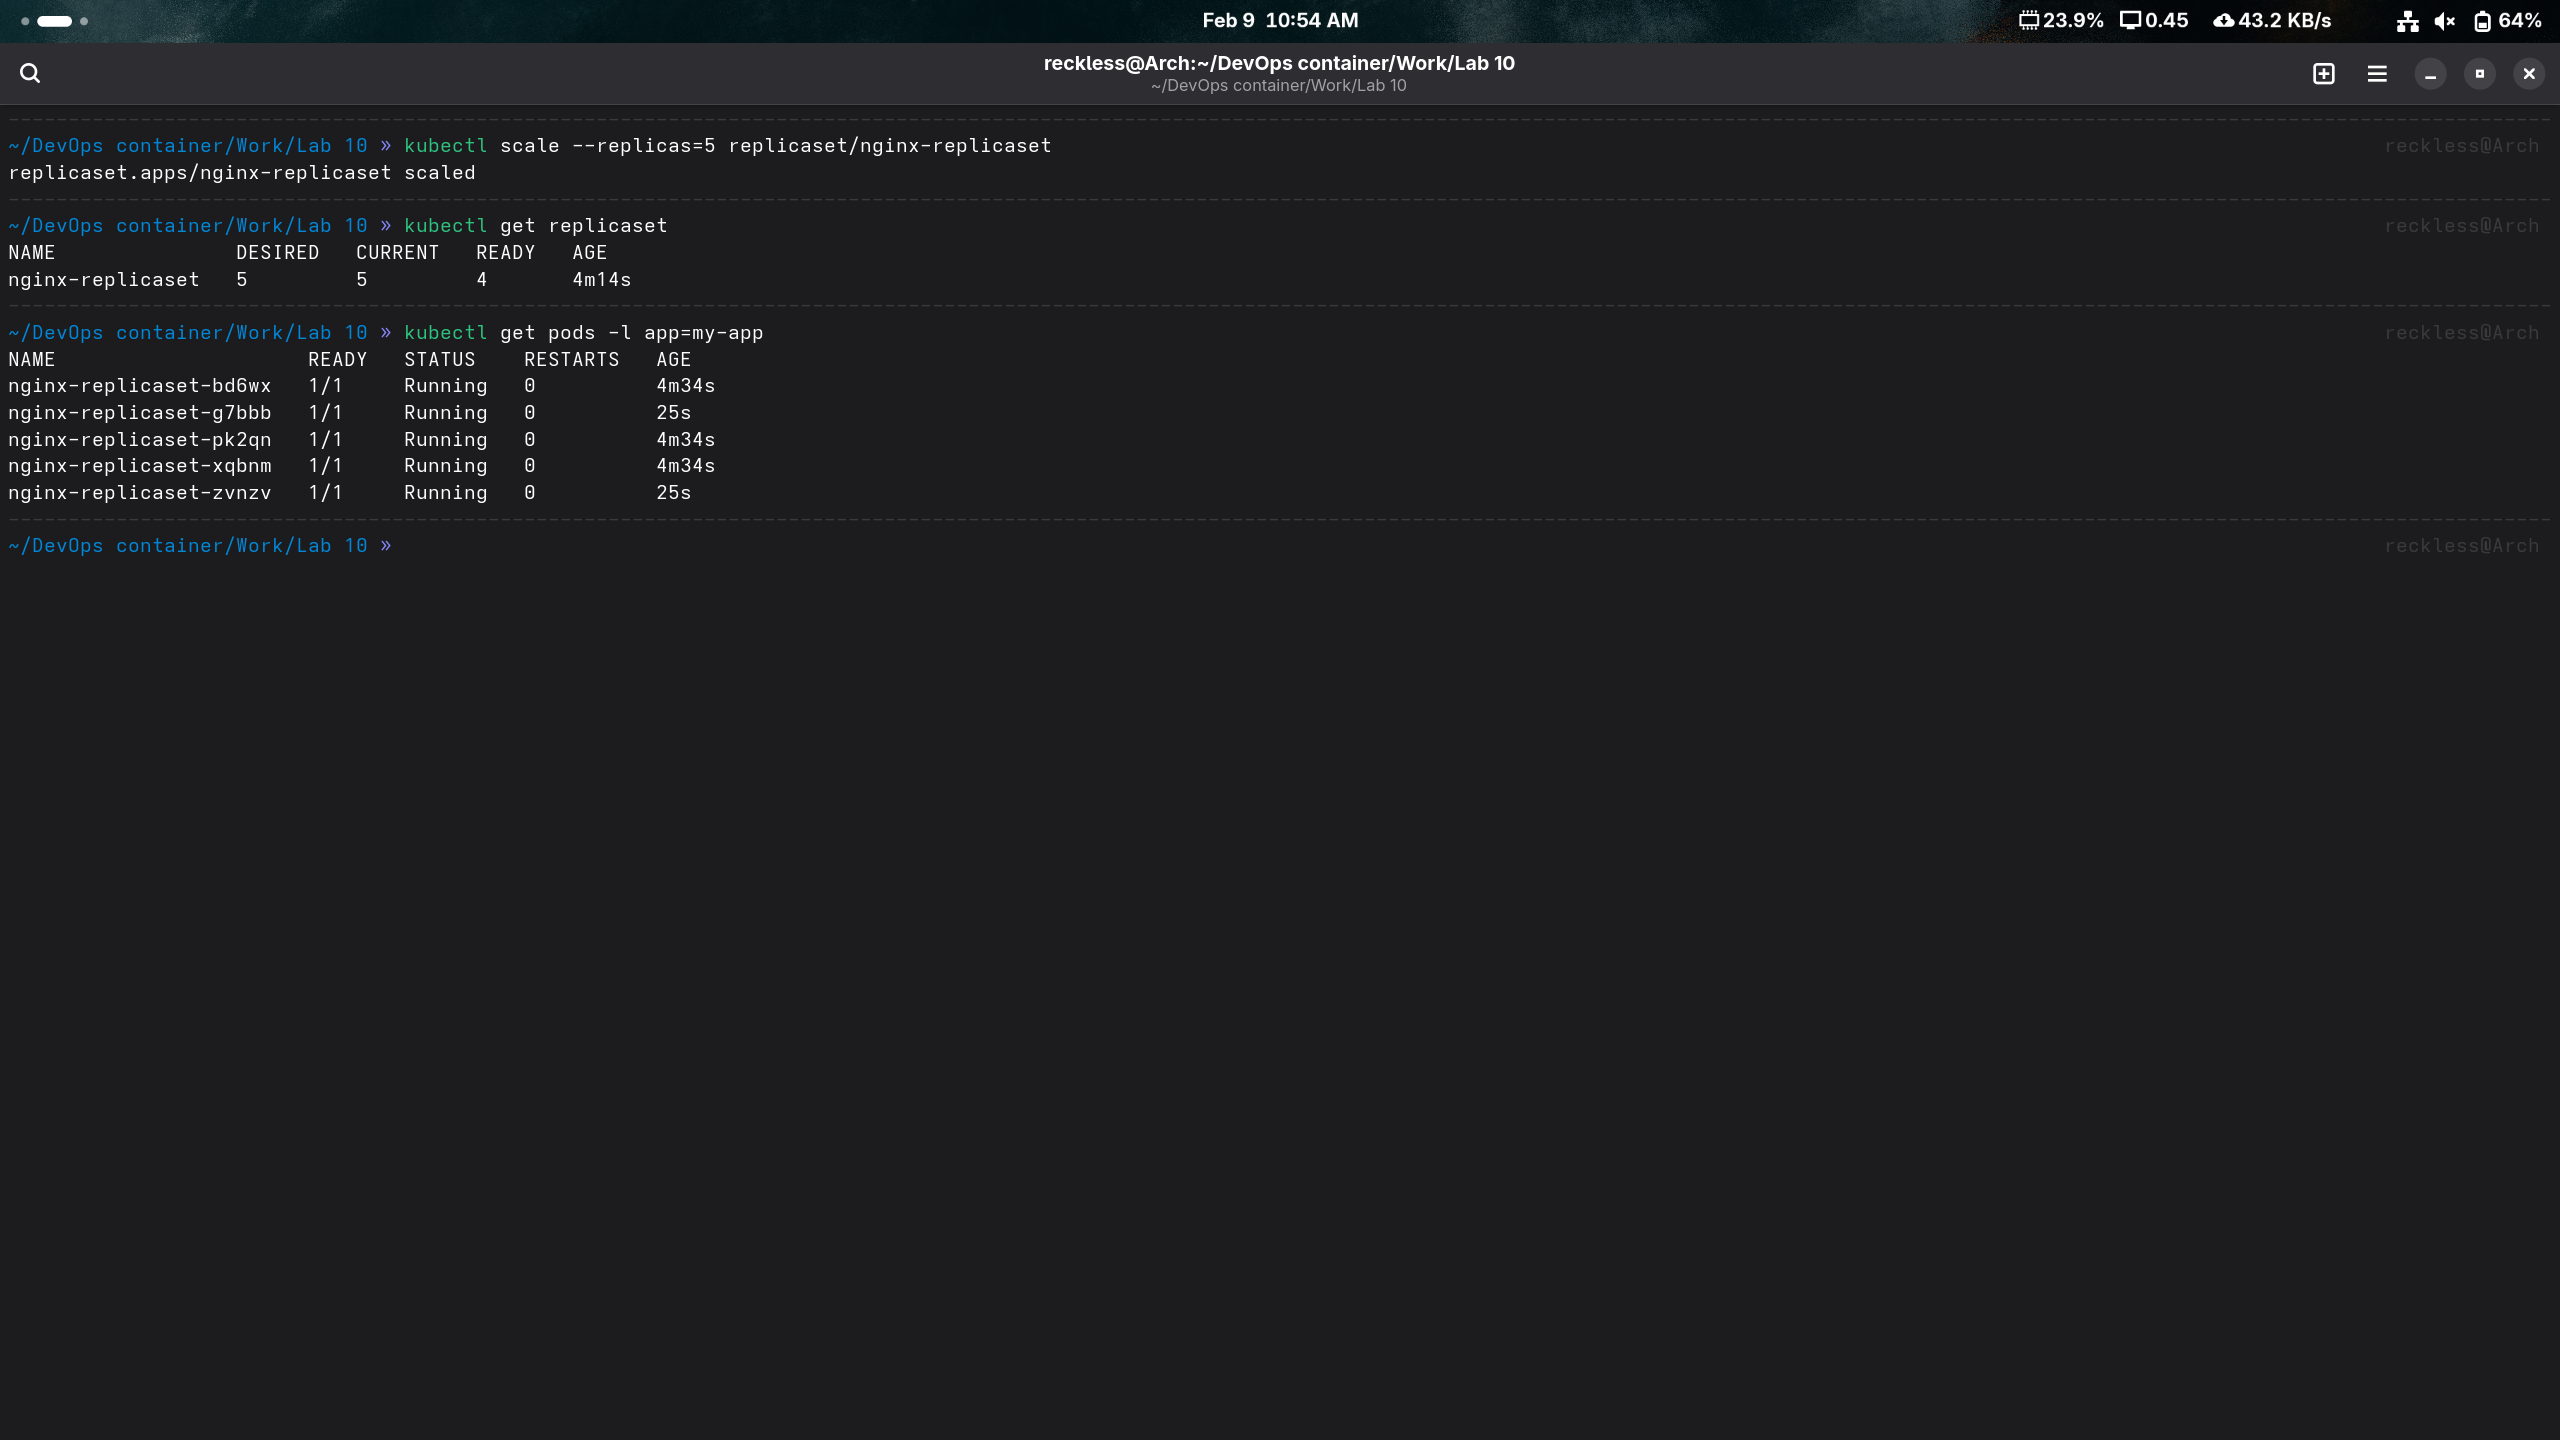 Feb 9  10:54 AM
23.9% 0.45 43.2 KB/s 64%
reckless@Arch:~/DevOps container/Work/Lab 10
~/DevOps container/Work/Lab 10
~/DevOps container/Work/Lab 10 » kubectl scale --replicas=5 replicaset/nginx-replicaset reckless@Arch
replicaset.apps/nginx-replicaset scaled
~/DevOps container/Work/Lab 10 » kubectl get replicaset reckless@Arch
NAME               DESIRED   CURRENT   READY   AGE
nginx-replicaset   5         5         4       4m14s
~/DevOps container/Work/Lab 10 » kubectl get pods -l app=my-app reckless@Arch
NAME                     READY   STATUS    RESTARTS   AGE
nginx-replicaset-bd6wx   1/1     Running   0          4m34s
nginx-replicaset-g7bbb   1/1     Running   0          25s
nginx-replicaset-pk2qn   1/1     Running   0          4m34s
nginx-replicaset-xqbnm   1/1     Running   0          4m34s
nginx-replicaset-zvnzv   1/1     Running   0          25s
~/DevOps container/Work/Lab 10 » reckless@Arch